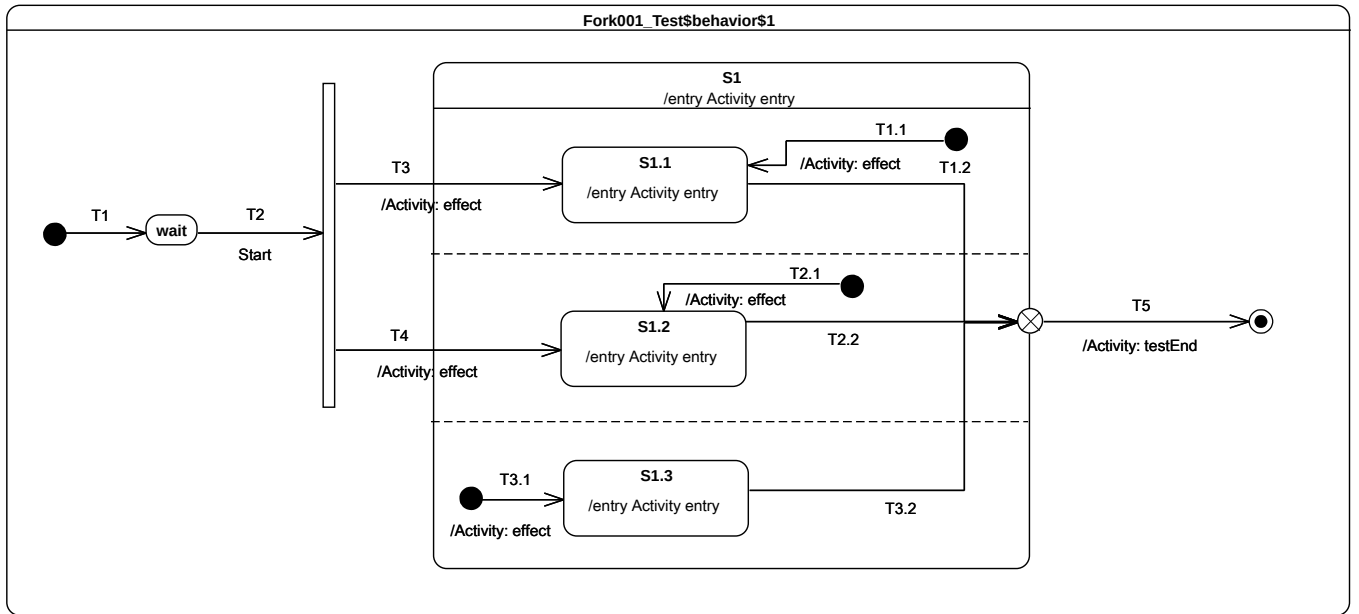 Fork001_Test$behavior$1
S1
/entry Activity entry
T1.1
/Activity: effect
T1.2
S1.1
/entry Activity entry
T3
/Activity: effect
T1
wait
T2
Start
T2.1
/Activity: effect
S1.2
/entry Activity entry
T2.2
T4
/Activity: effect
T5
/Activity: testEnd
T3.1
/Activity: effect
S1.3
/entry Activity entry
T3.2